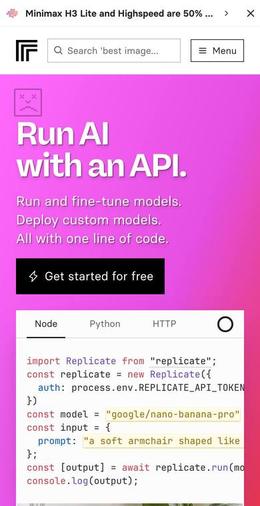 Minimax H3 Lite and Highspeed are 50% ...
Search 'best image...
Menu
Run AI
with an API.
Run and fine-tune models.
Deploy custom models.
All with one line of code.
Get started for free
Node Python HTTP
import Replicate from "replicate";
const replicate = new Replicate({
auth: process.env.REPLICATE_API_TOKEN
})
const model = "google/nano-banana-pro"
const input = {
prompt: "a soft armchair shaped like
};
const [output] = await replicate.run(mo
console.log(output);